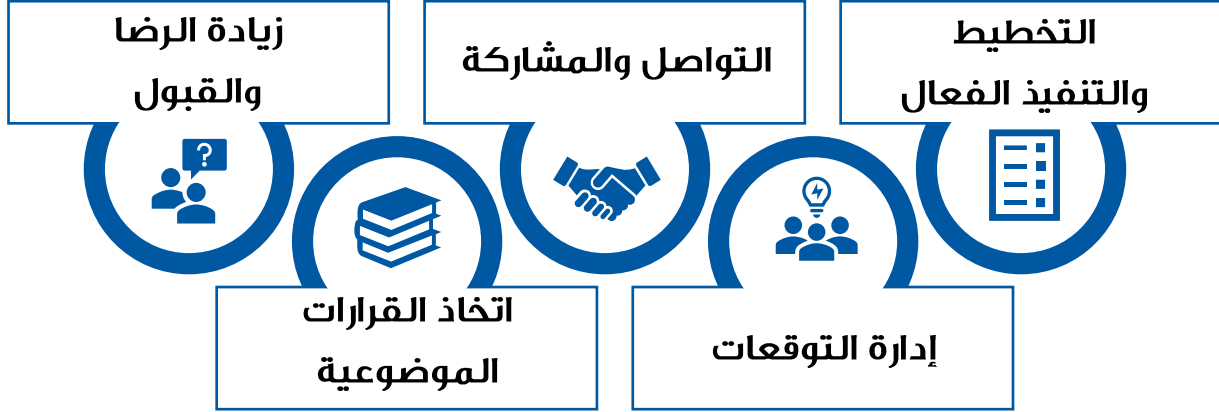 التخطيط
والتنفيذ الفعال
إدارة التوقعات
التواصل والمشاركة
اتخاذ القرارات
الموضوعية
زيادة الرضا
والقبول
?